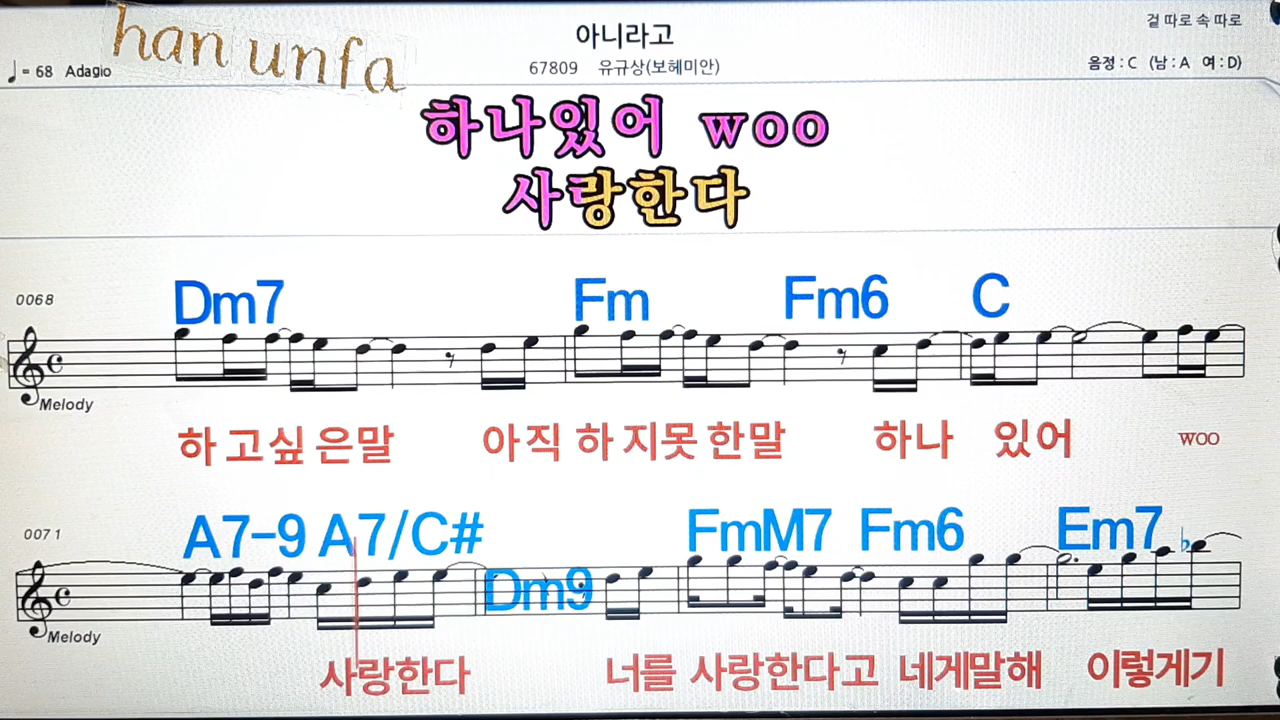 han unfa
아니라고
겉 따로 속 따로
♩= 68 Adagio
67809 유규상(보헤미안)
음정 : C (남 : A 여 : D)
하나있어 woo
사랑한다
0068
Dm7 Fm Fm6 C
Melody
하고싶은말 아직 하지못한말 하나 있어 woo
0071
A7-9 A7/C# Dm9 FmM7 Fm6 Em7
Melody
사랑한다 너를 사랑한다고 네게말해 이렇게기